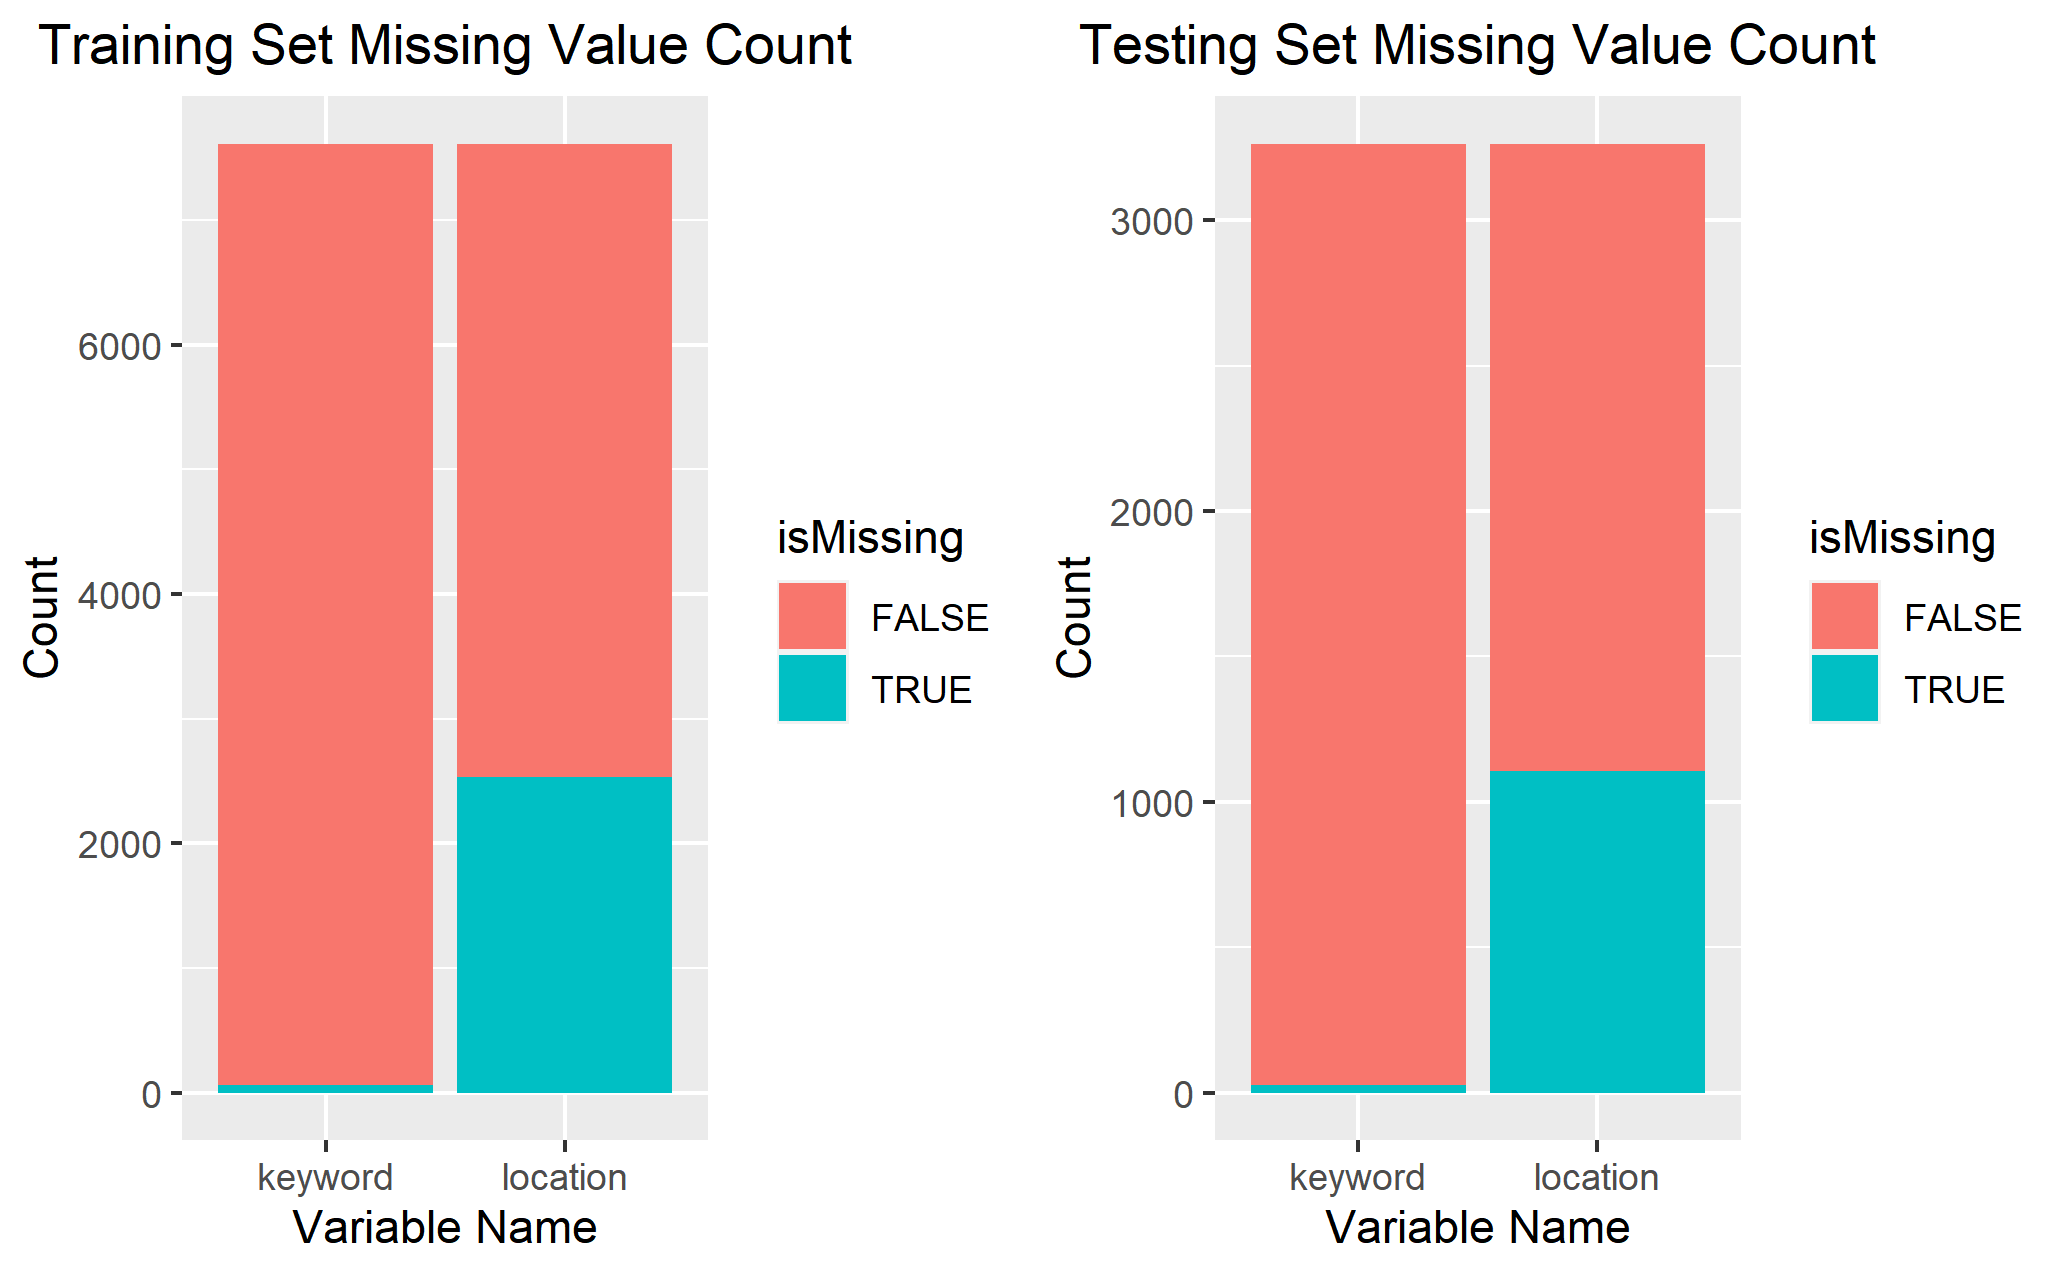 Training Set Missing Value Count
6000
4000
2000
0
Count
keyword
location
Variable Name
isMissing
FALSE
TRUE
Testing Set Missing Value Count
3000
2000
1000
0
Count
keyword
location
Variable Name
isMissing
FALSE
TRUE